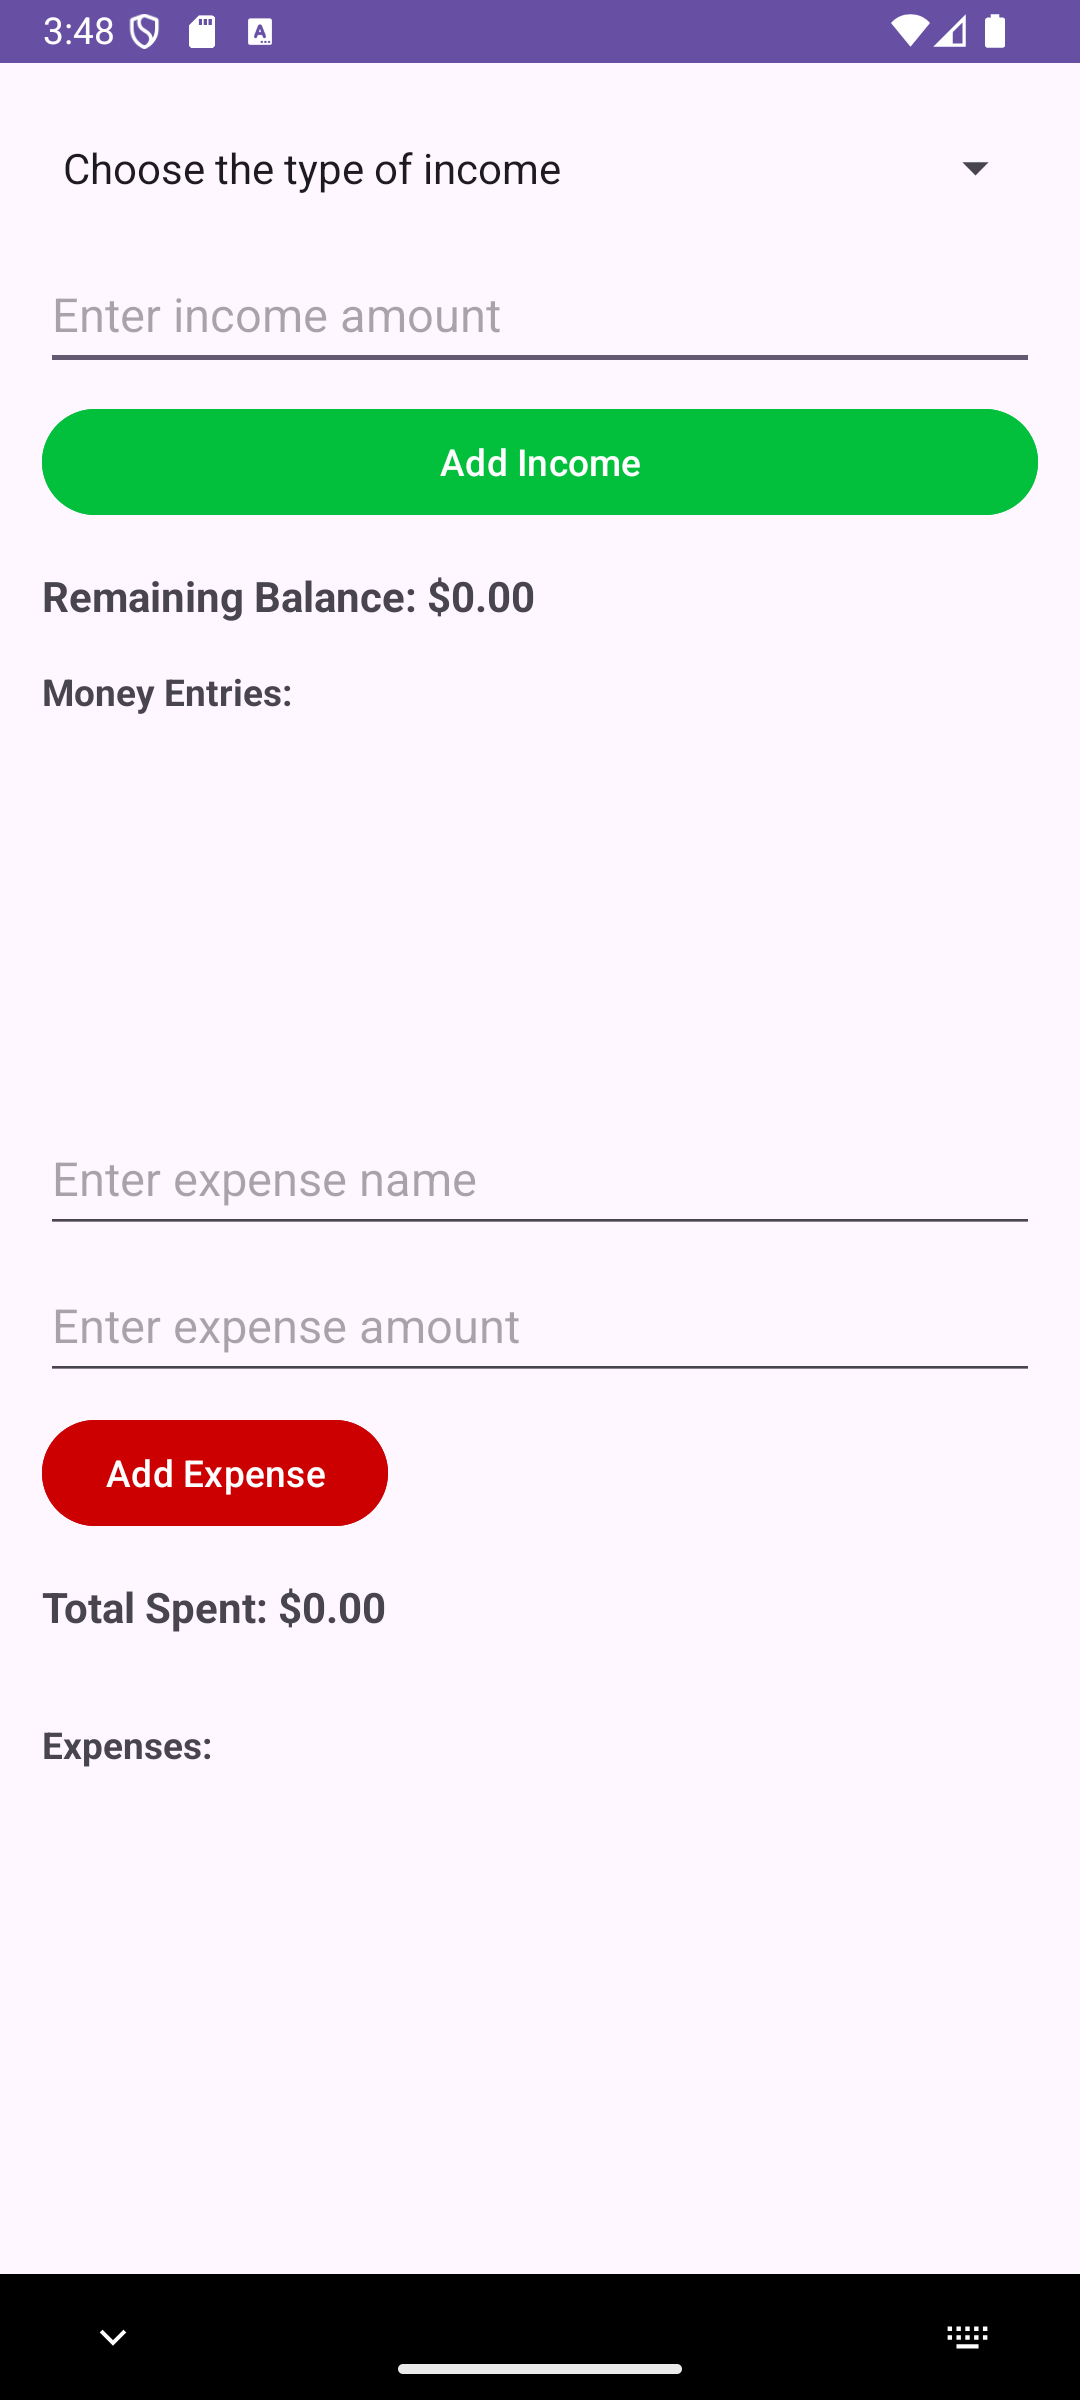 3:48
Choose the type of income
Enter income amount
Add Income
Remaining Balance: $0.00
Money Entries:
Enter expense name
Enter expense amount
Add Expense
Total Spent: $0.00
Expenses: